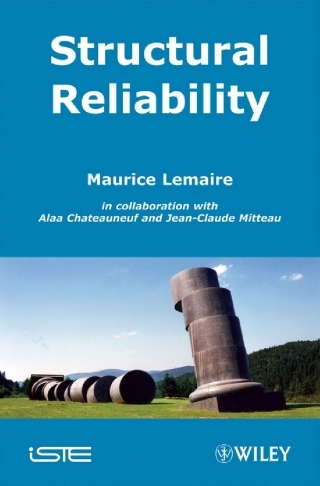 Structural
Reliability
Maurice Lemaire
in collaboration with
Alaa Chateauneuf and Jean-Claude Mitteau
iSTE
WILEY